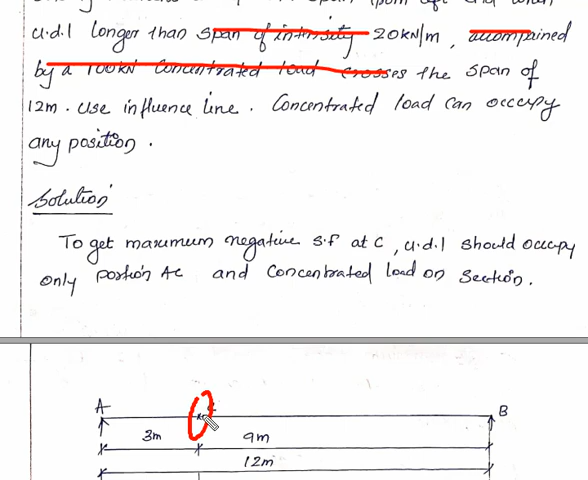 u.d.l longer than span of intensity 20kN/m, accompained
by a 100kN concentrated load crosses the span of
12m. Use influence line. Concentrated load can occupy
any position.
Solution
To get maximum negative S.F at C, u.d.l should occupy
only portion AC and concentrated load on section.
A B
3m 9m
12m